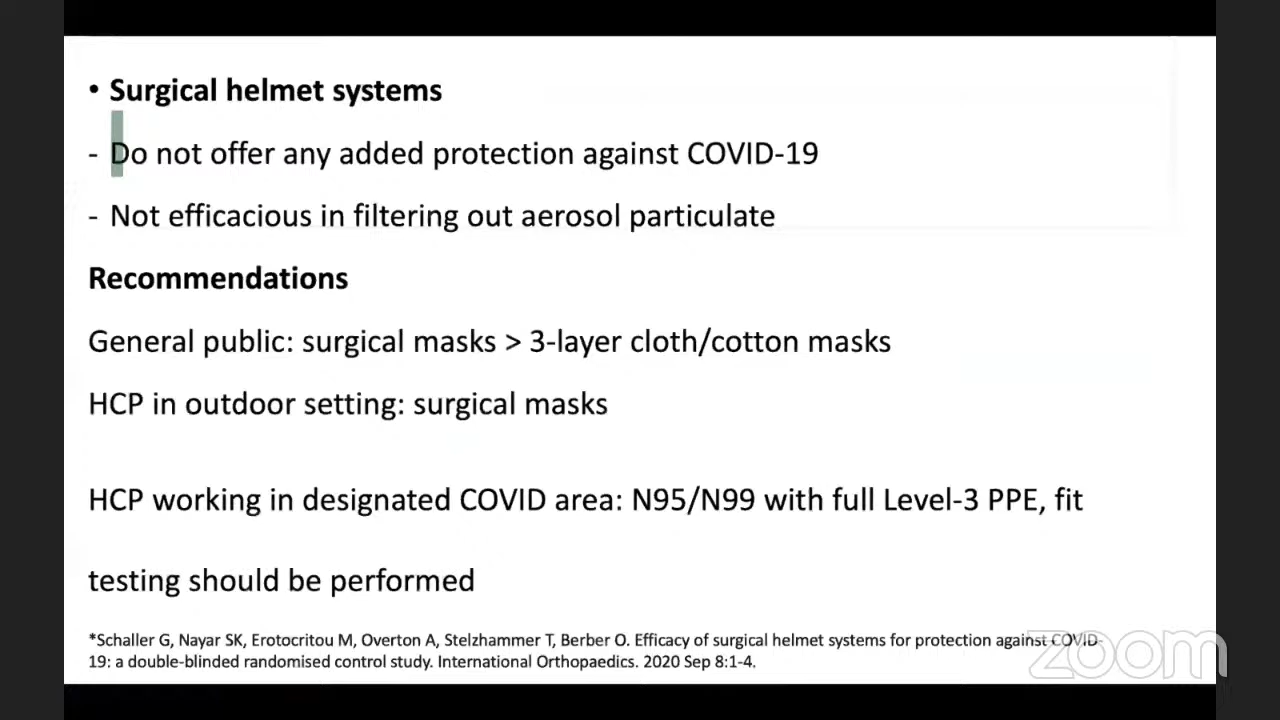 • Surgical helmet systems
- Do not offer any added protection against COVID-19
- Not efficacious in filtering out aerosol particulate
Recommendations
General public: surgical masks > 3-layer cloth/cotton masks
HCP in outdoor setting: surgical masks
HCP working in designated COVID area: N95/N99 with full Level-3 PPE, fit
testing should be performed
*Schaller G, Nayar SK, Erotocritou M, Overton A, Stelzhammer T, Berber O. Efficacy of surgical helmet systems for protection against COVID-
19: a double-blinded randomised control study. International Orthopaedics. 2020 Sep 8:1-4.
zoom